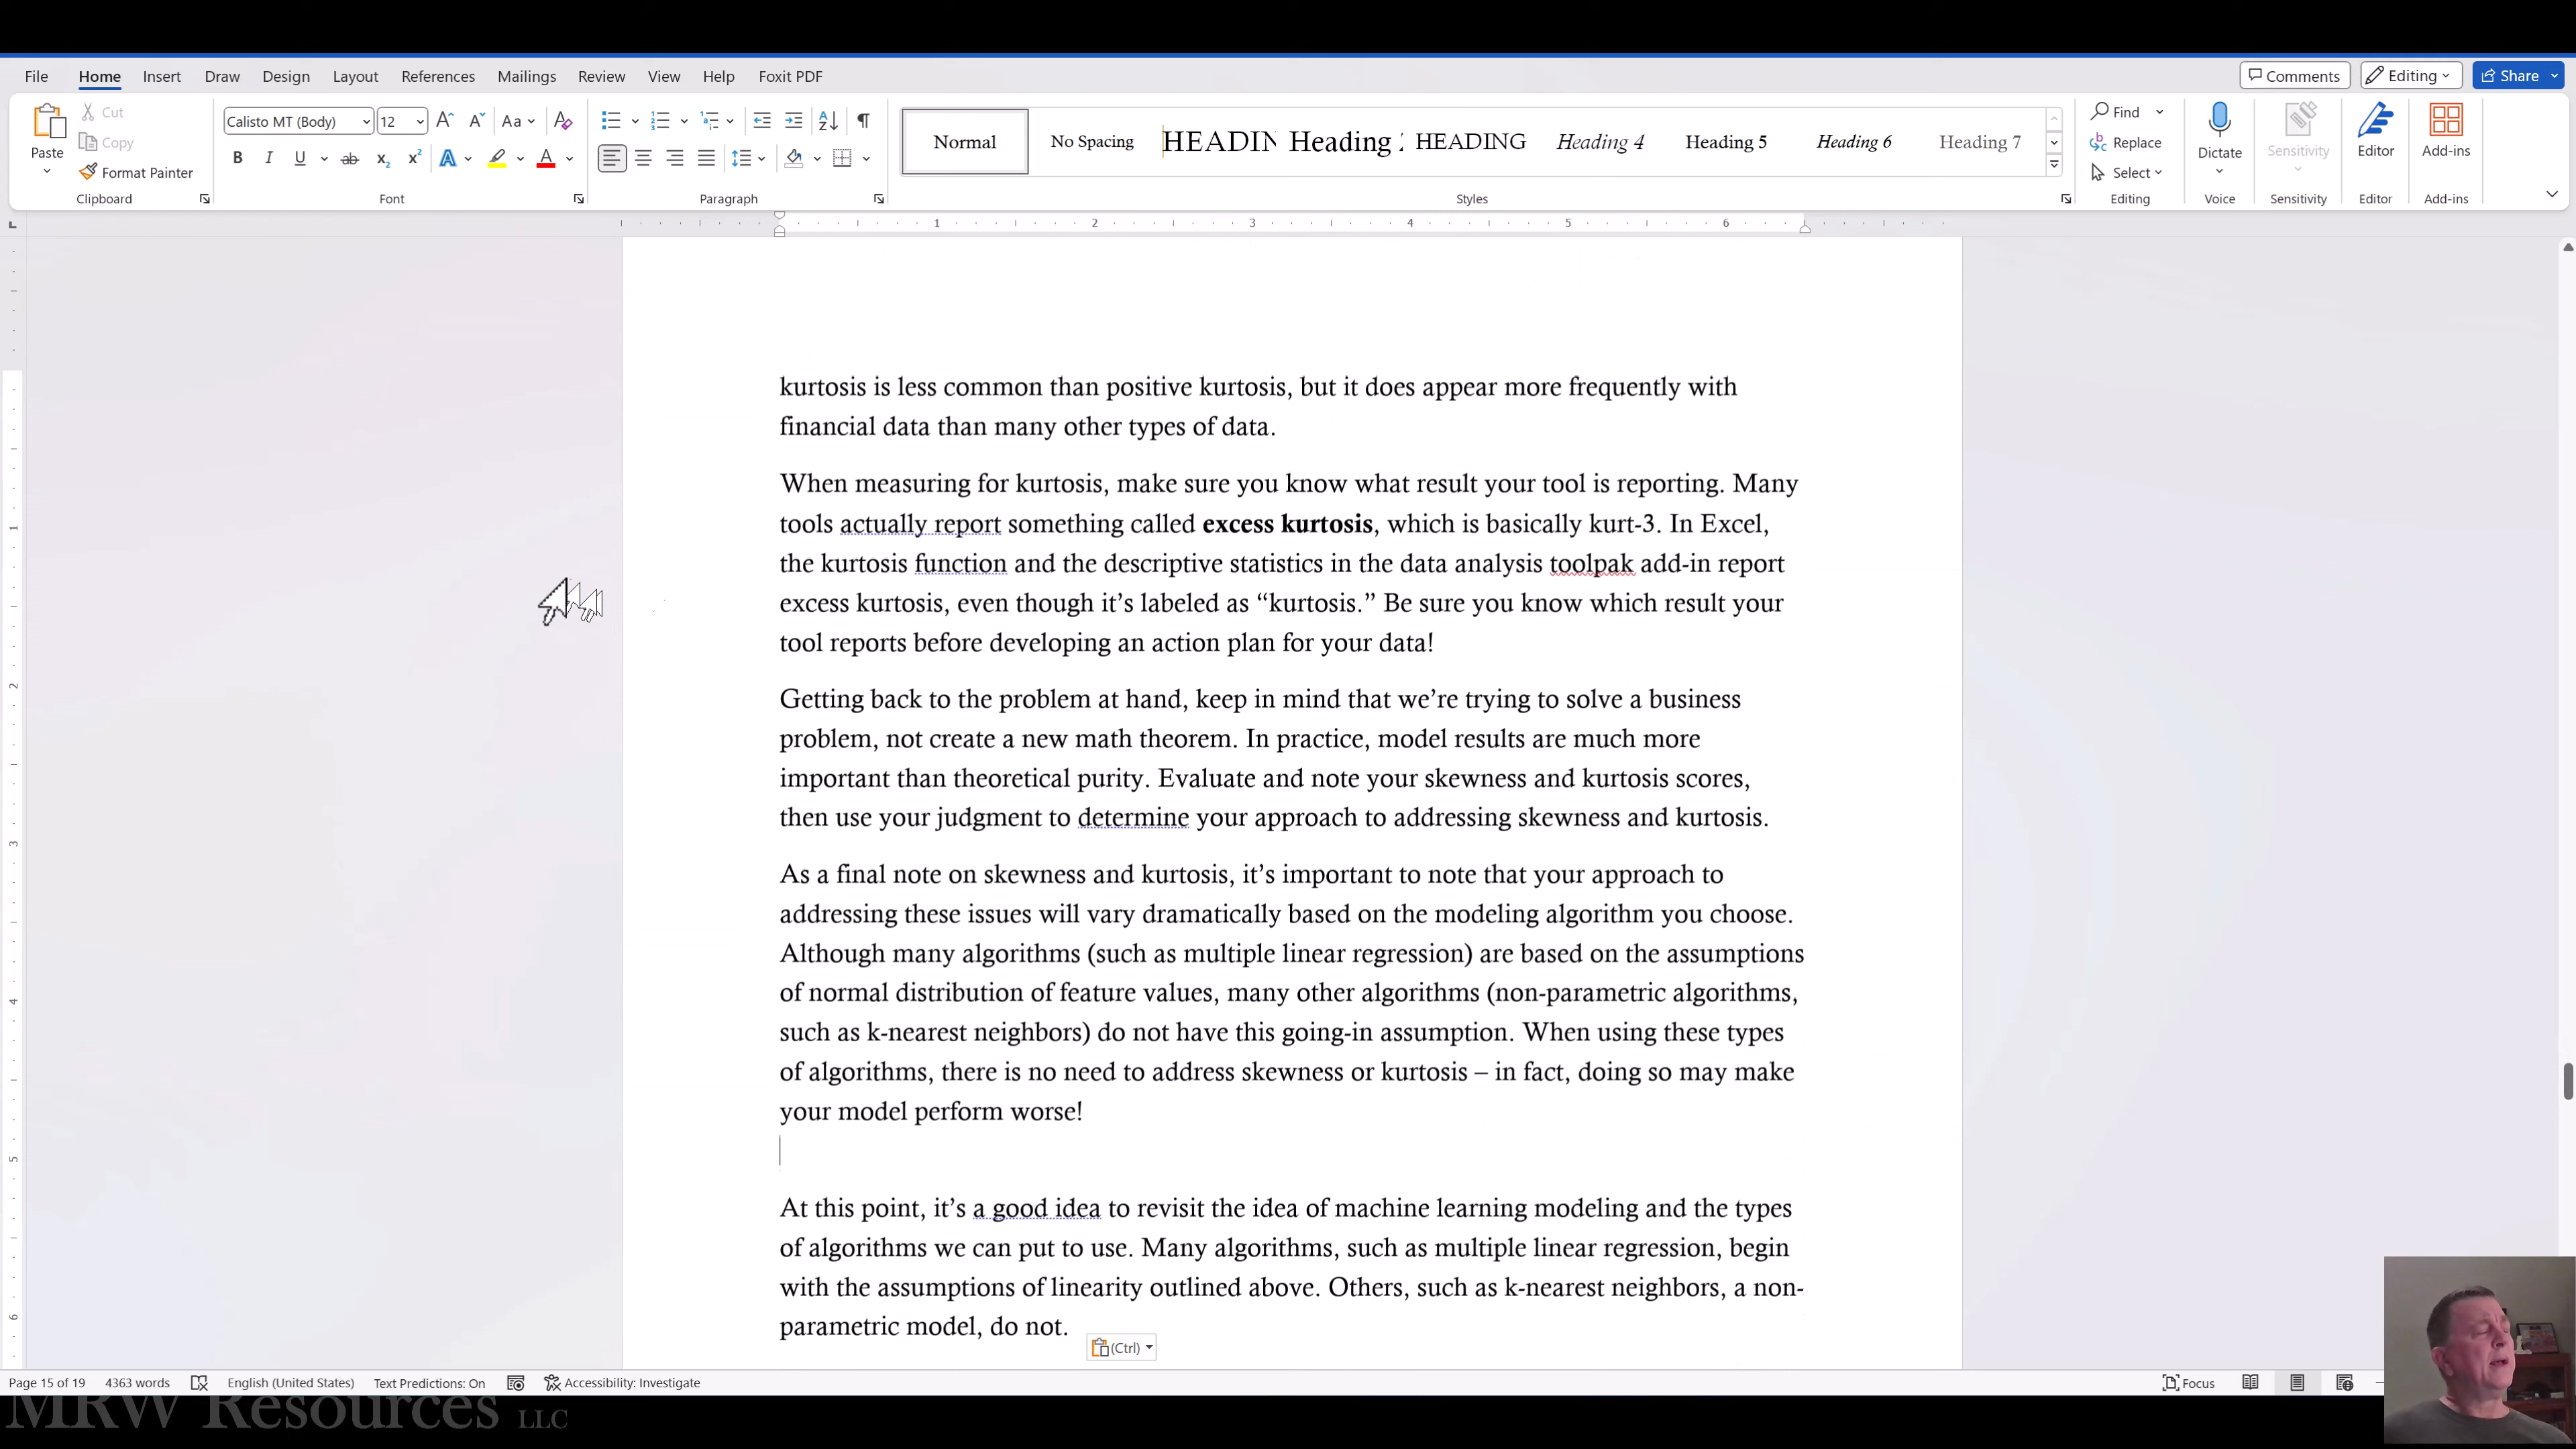 File Home Insert Draw Design Layout References Mailings Review View Help Foxit PDF Comments Editing Share
Paste Cut Copy Format Painter Clipboard
Calisto MT (Body) 12 Aa B I U ab x₂ x² A A Font
Paragraph
Normal No Spacing HEADIN Heading 2 HEADING Heading 4 Heading 5 Heading 6 Heading 7 Styles
Find Replace Select Editing
Dictate Voice
Sensitivity Sensitivity
Editor Editor
Add-ins Add-ins
1 2 3 4 5 6
kurtosis is less common than positive kurtosis, but it does appear more frequently with
financial data than many other types of data.
When measuring for kurtosis, make sure you know what result your tool is reporting. Many
tools actually report something called excess kurtosis, which is basically kurt-3. In Excel,
the kurtosis function and the descriptive statistics in the data analysis toolpak add-in report
excess kurtosis, even though it’s labeled as “kurtosis.” Be sure you know which result your
tool reports before developing an action plan for your data!
Getting back to the problem at hand, keep in mind that we’re trying to solve a business
problem, not create a new math theorem. In practice, model results are much more
important than theoretical purity. Evaluate and note your skewness and kurtosis scores,
then use your judgment to determine your approach to addressing skewness and kurtosis.
As a final note on skewness and kurtosis, it’s important to note that your approach to
addressing these issues will vary dramatically based on the modeling algorithm you choose.
Although many algorithms (such as multiple linear regression) are based on the assumptions
of normal distribution of feature values, many other algorithms (non-parametric algorithms,
such as k-nearest neighbors) do not have this going-in assumption. When using these types
of algorithms, there is no need to address skewness or kurtosis – in fact, doing so may make
your model perform worse!
At this point, it’s a good idea to revisit the idea of machine learning modeling and the types
of algorithms we can put to use. Many algorithms, such as multiple linear regression, begin
with the assumptions of linearity outlined above. Others, such as k-nearest neighbors, a non-
parametric model, do not.
(Ctrl)
1
2
3
4
5
6
Page 15 of 19 4363 words English (United States) Text Predictions: On Accessibility: Investigate Focus
MRW Resources LLC